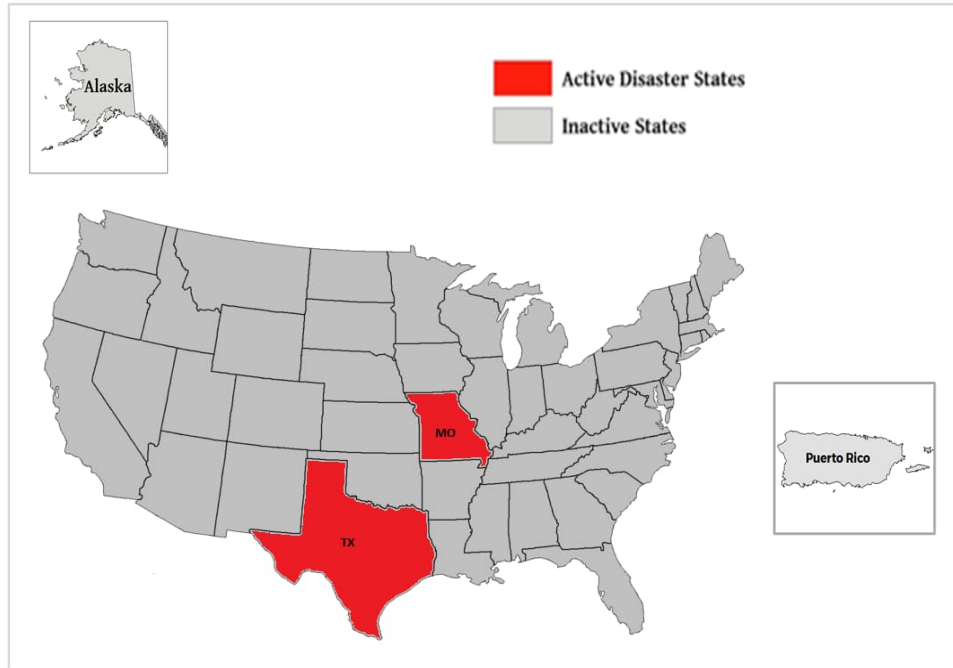 Alaska
Active Disaster States
Inactive States
MO
Puerto Rico
TX